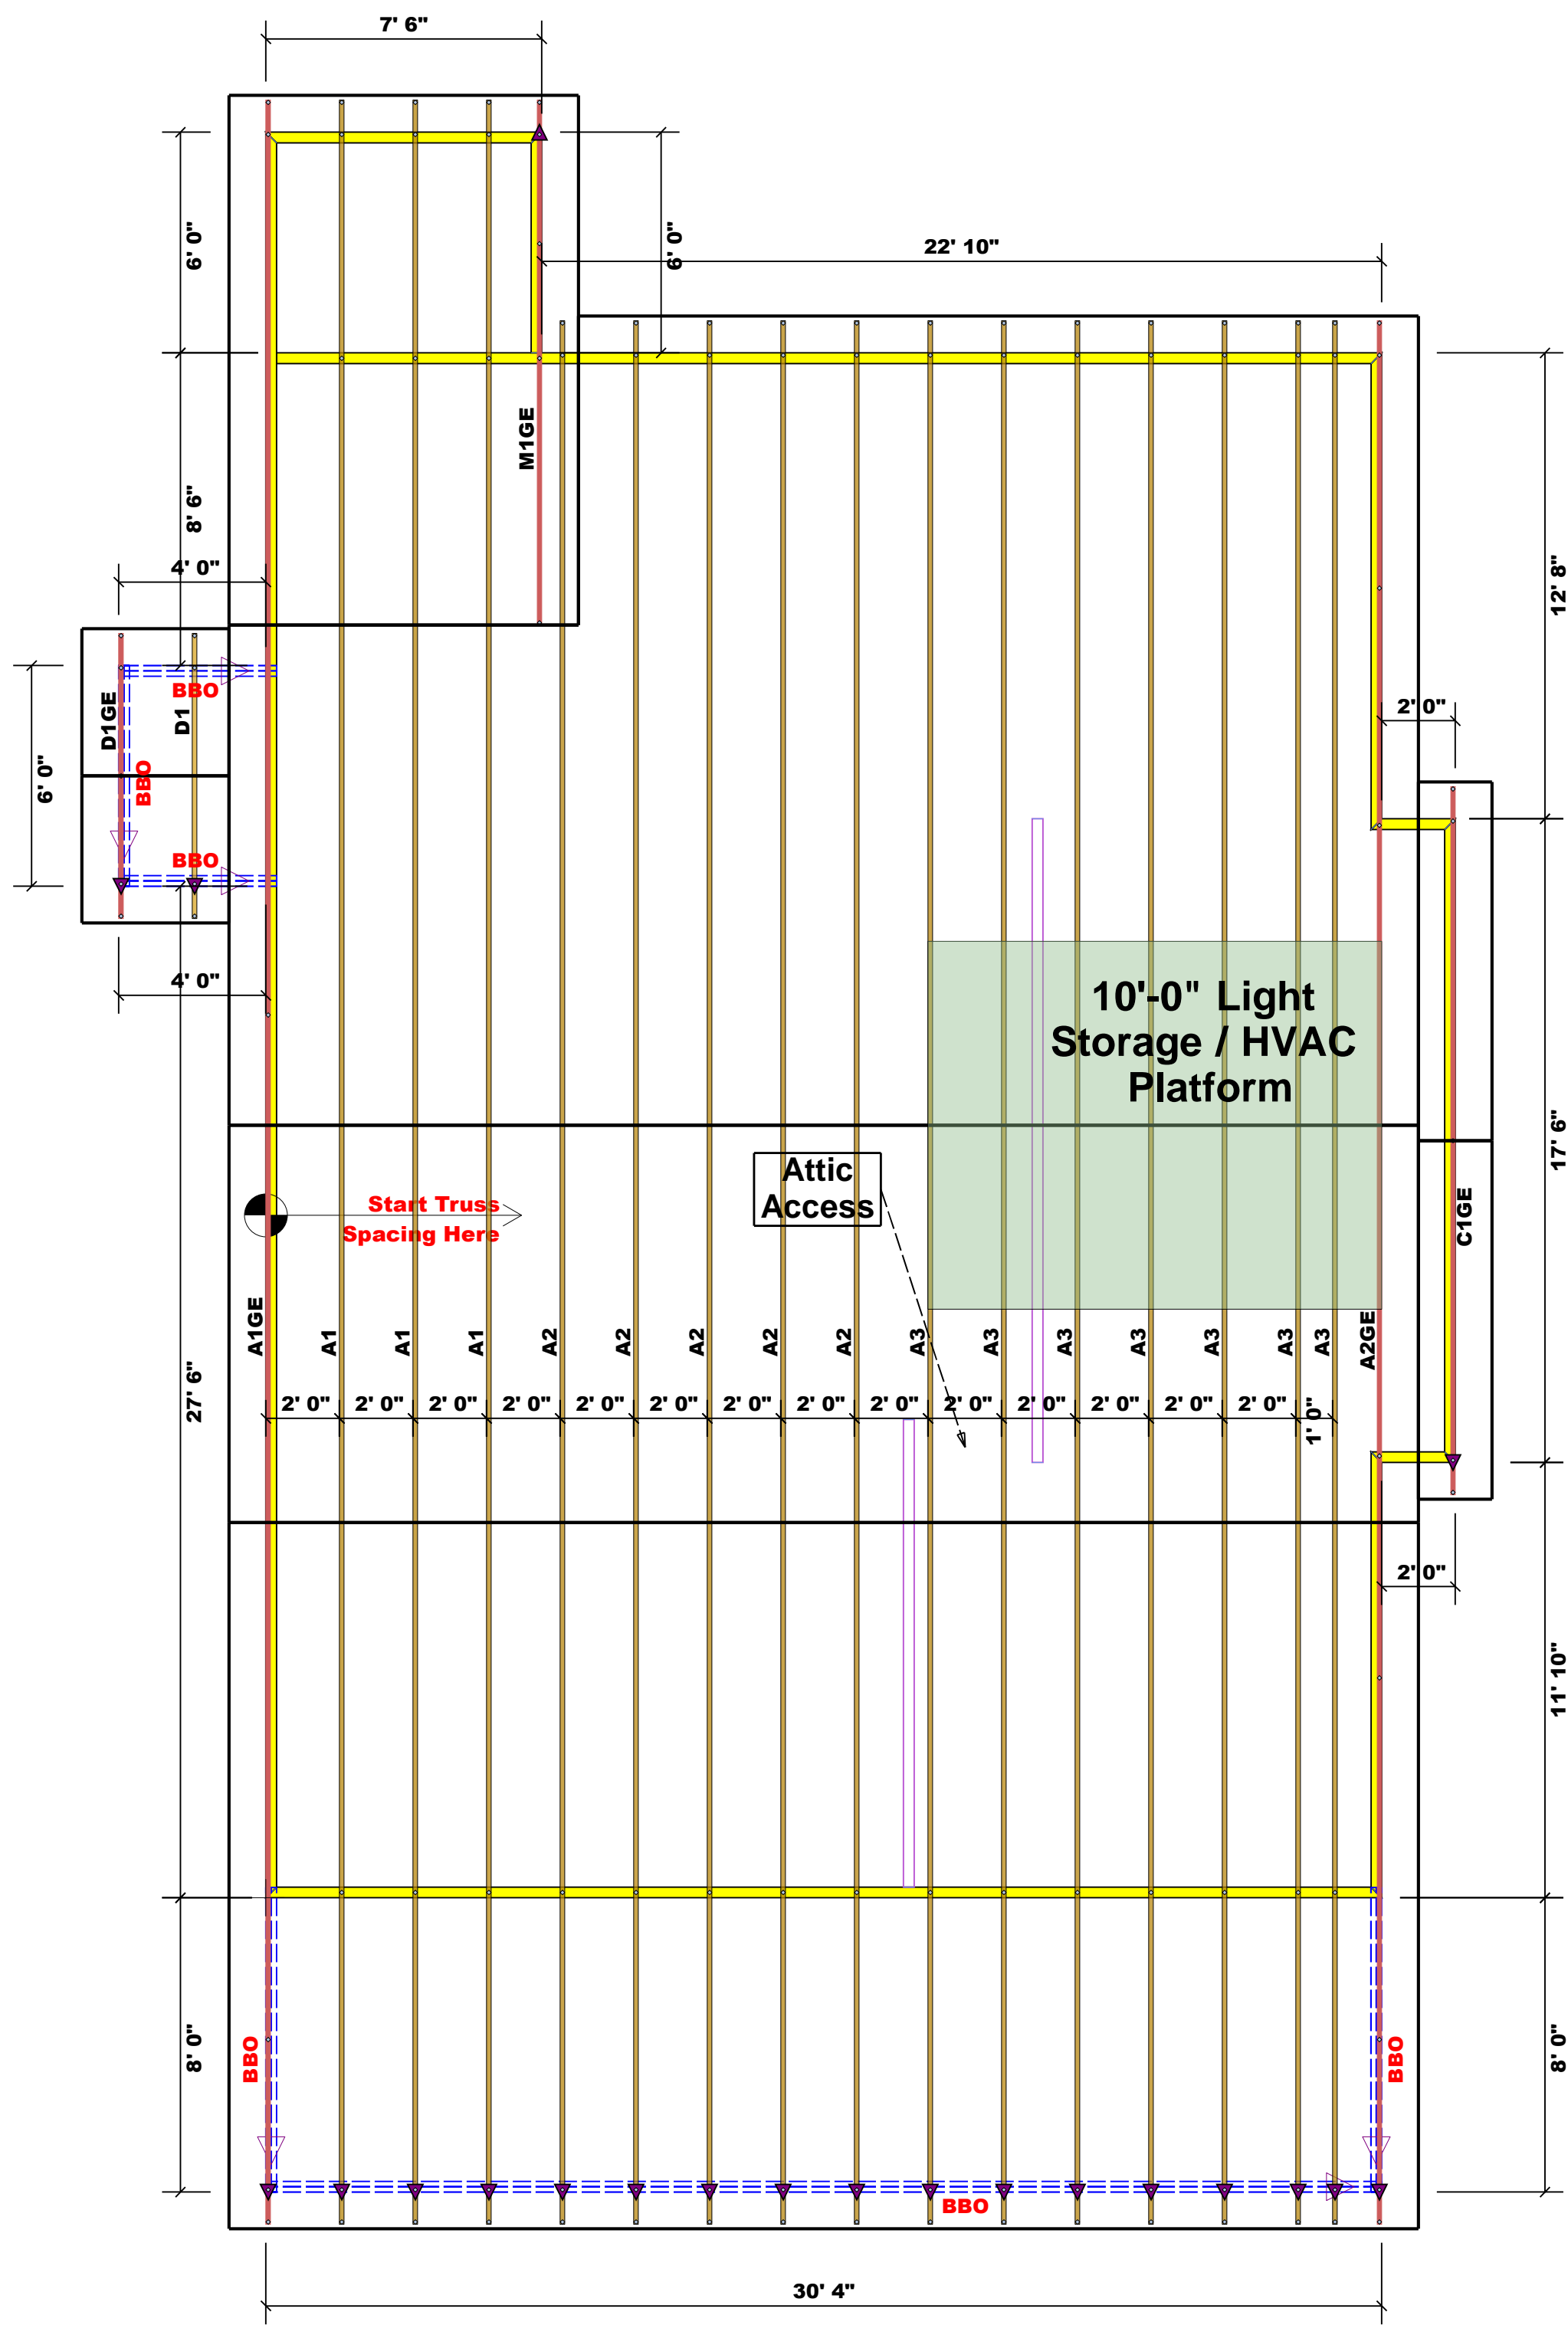 7' 6"
6' 0"
6' 0"
22' 10"
M1GE
8' 6"
4' 0"
12' 8"
BBO
D1GE
D1
2' 0"
6' 0"
BBO
BBO
4' 0"
10'-0" Light
Storage / HVAC
Platform
17' 6"
Attic
Access
Start Truss
Spacing Here
C1GE
A1GE
A1
A1
A1
A2
A2
A2
A2
A2
A3
A3
A3
A3
A3
A3
A3
A2GE
27' 6"
2' 0"
2' 0"
2' 0"
2' 0"
2' 0"
2' 0"
2' 0"
2' 0"
2' 0"
2' 0"
2' 0"
2' 0"
2' 0"
2' 0"
1' 0"
2' 0"
11' 10"
8' 0"
BBO
BBO
8' 0"
BBO
30' 4"